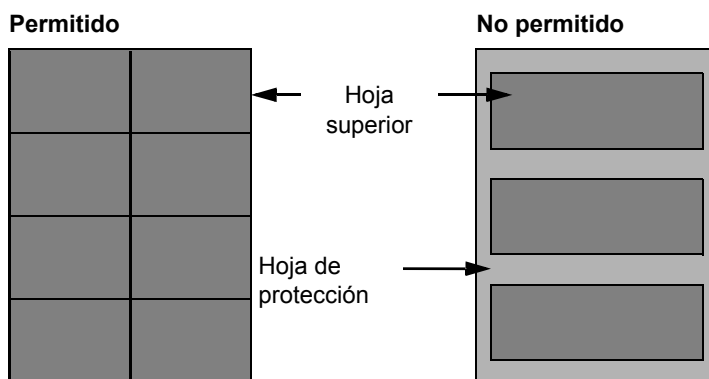 Permitido
No permitido
Hoja
superior
Hoja de
protección